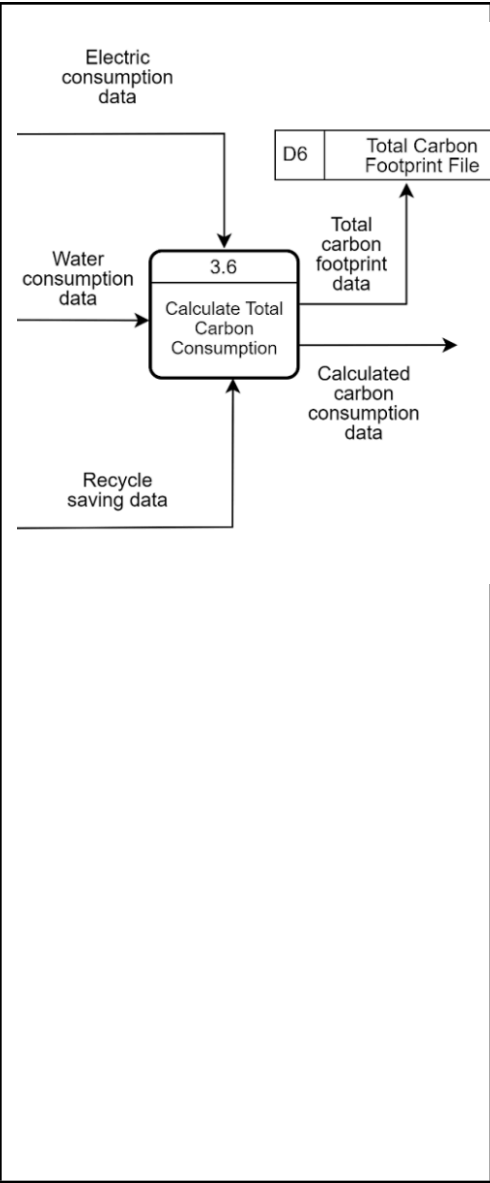 Electric
consumption
data
D6
Total Carbon
Footprint File
Total
carbon
footprint
data
Water
consumption
data
3.6
Calculate Total
Carbon
Consumption
Calculated
carbon
consumption
data
Recycle
saving data